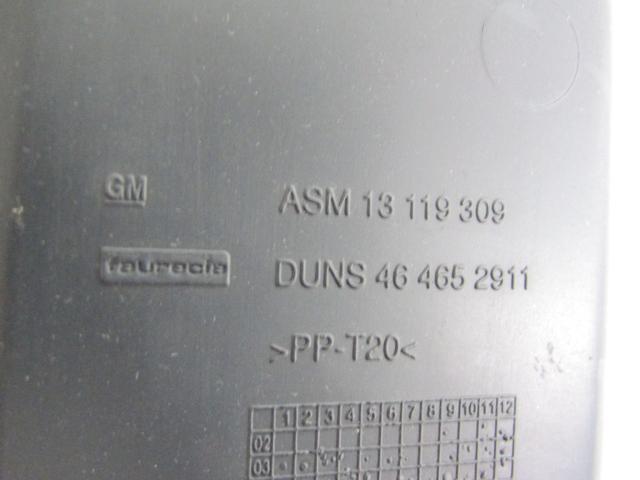 GM ASM 13 119 309
faurecia DUNS 46 465 2911
>PP-T20<
1 2 3 4 5 6 7 8 9 10 11 12
02
03